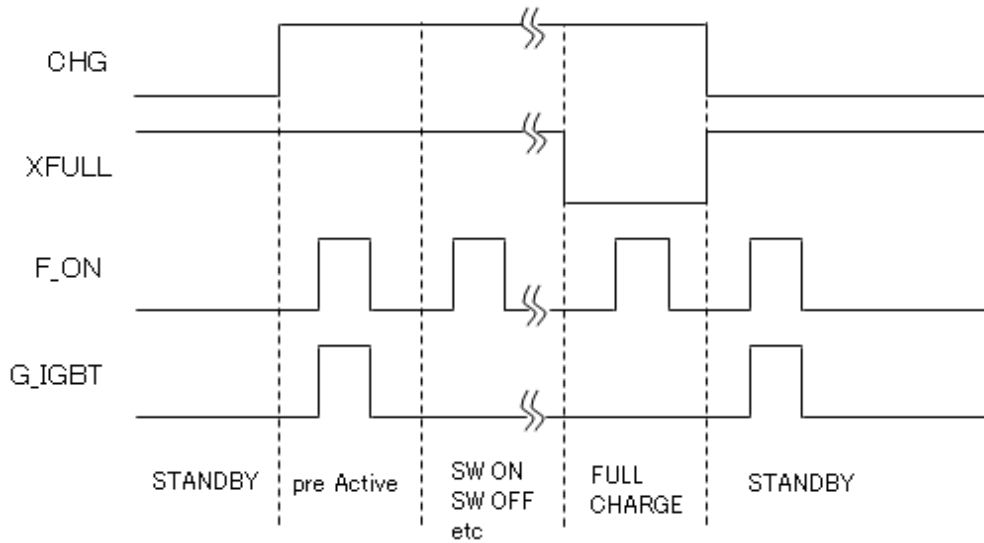 CHG
XFULL
F_ON
G_IGBT
STANDBY
pre Active
SW ON
SW OFF
etc
FULL
CHARGE
STANDBY